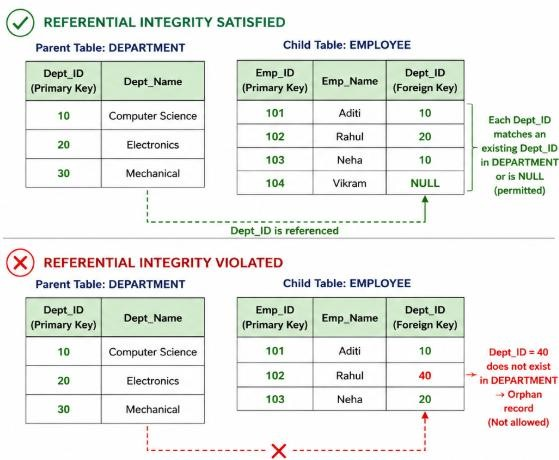 REFERENTIAL INTEGRITY SATISFIED
Parent Table: DEPARTMENT
Dept_ID (Primary Key) Dept_Name
10 Computer Science
20 Electronics
30 Mechanical
Child Table: EMPLOYEE
Emp_ID (Primary Key) Emp_Name Dept_ID (Foreign Key)
101 Aditi 10
102 Rahul 20
103 Neha 10
104 Vikram NULL
Each Dept_ID
matches an
existing Dept_ID
in DEPARTMENT
or is NULL
(permitted)
Dept_ID is referenced
REFERENTIAL INTEGRITY VIOLATED
Parent Table: DEPARTMENT
Dept_ID (Primary Key) Dept_Name
10 Computer Science
20 Electronics
30 Mechanical
Child Table: EMPLOYEE
Emp_ID (Primary Key) Emp_Name Dept_ID (Foreign Key)
101 Aditi 10
102 Rahul 40
103 Neha 20
Dept_ID = 40
does not exist
in DEPARTMENT
→ Orphan
record
(Not allowed)